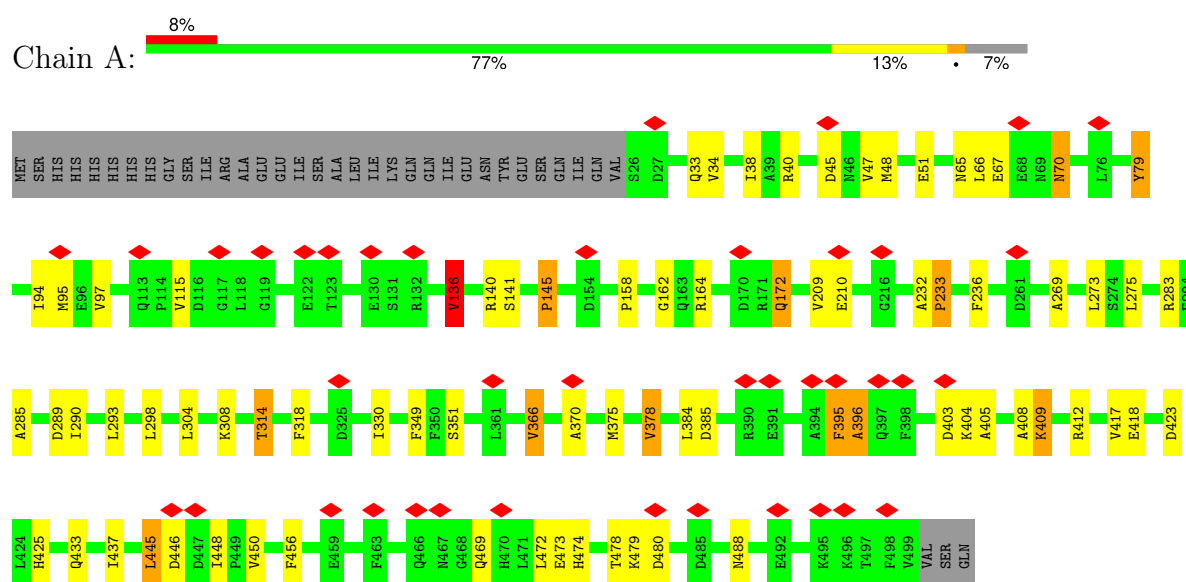 8%
Chain A:
77% 13% • 7%
MET SER HIS HIS HIS HIS HIS HIS GLY SER ILE ARG ALA GLU GLU ILE SER ALA LEU ILE ILE LYS GLN GLN ILE GLU ASN TYR GLU SER GLN ILE GLN VAL S26 D27 Q33 V34 I38 A39 R40 D45 N46 V47 M48 E51 N65 L66 E67 E68 N69 N70 L76 Y79
I94 M95 E96 V97 Q113 P114 V115 D116 G117 L118 G119 E122 T123 E130 S131 R132 V136 R140 S141 P145 D154 P158 G162 Q163 R164 D170 R171 Q172 V209 E210 G216 A232 P233 F236 D261 A269 L273 S274 L275 R283
A285 D289 I290 L293 L298 L304 K308 T314 F318 D325 I330 F349 F350 S351 L361 V366 A370 M375 V378 L384 D385 R390 E391 A394 F395 A396 Q397 F398 D403 K404 A405 A408 K409 R412 V417 E418 D423
L424 H425 Q433 I437 L445 D446 D447 I448 P449 V450 F456 E459 F463 Q466 N467 G468 Q469 H470 L471 L472 E473 H474 T478 K479 D480 D485 N488 E492 K495 K496 T497 F498 V499 VAL SER GLN